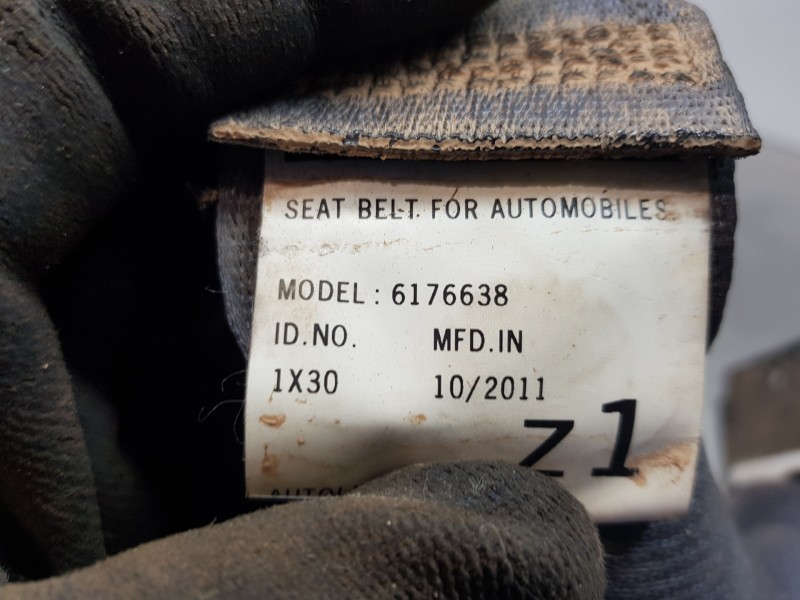 SEAT BELT FOR AUTOMOBILES
MODEL: 6176638
ID.NO. MFD.IN
1X30 10/2011
z1